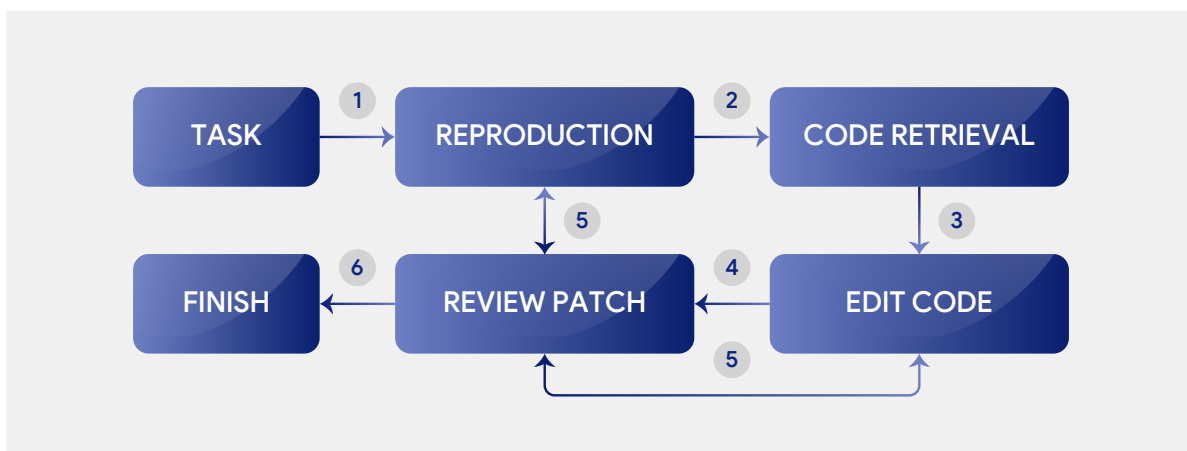 1
2
TASK
REPRODUCTION
CODE RETRIEVAL
5
3
6
4
FINISH
REVIEW PATCH
EDIT CODE
5